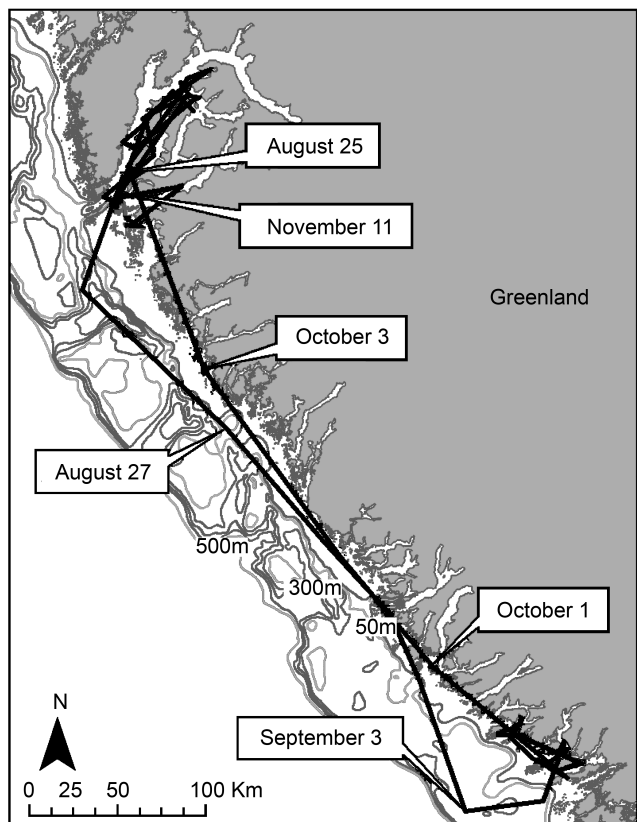 August 25
November 11
Greenland
October 3
August 27
500m
300m
50m
October 1
N
September 3
0 25 50 100 Km